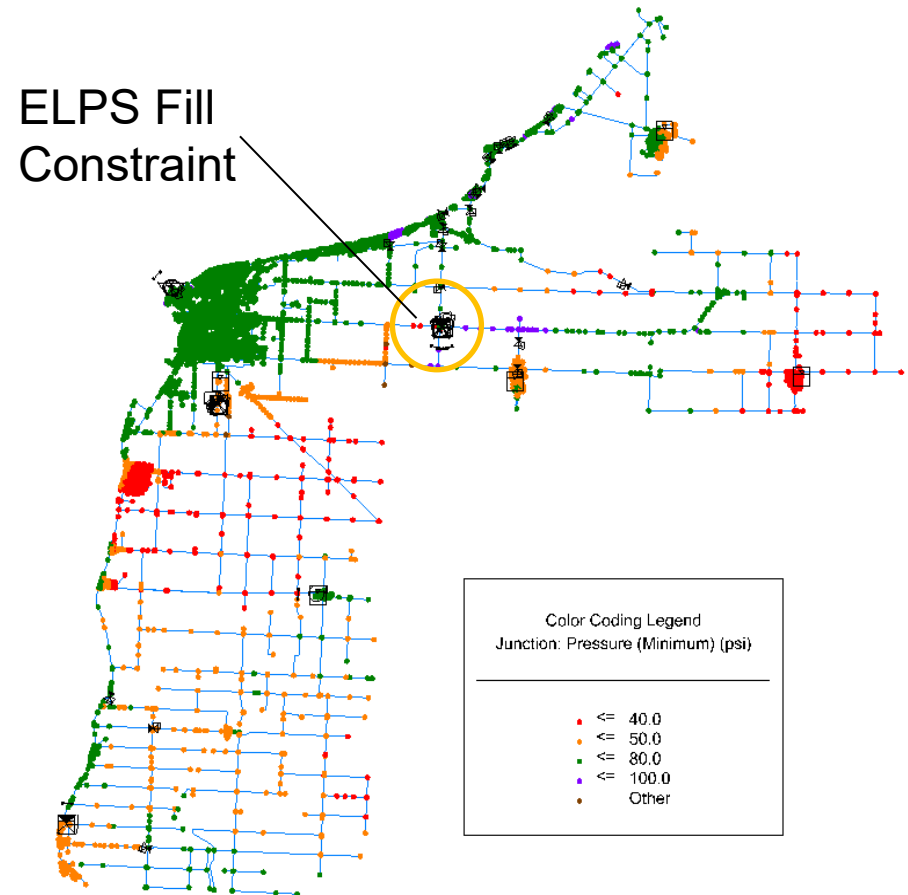 ELPS Fill
Constraint
Color Coding Legend
Junction: Pressure (Minimum) (psi)
<= 40.0
<= 50.0
<= 80.0
<= 100.0
Other